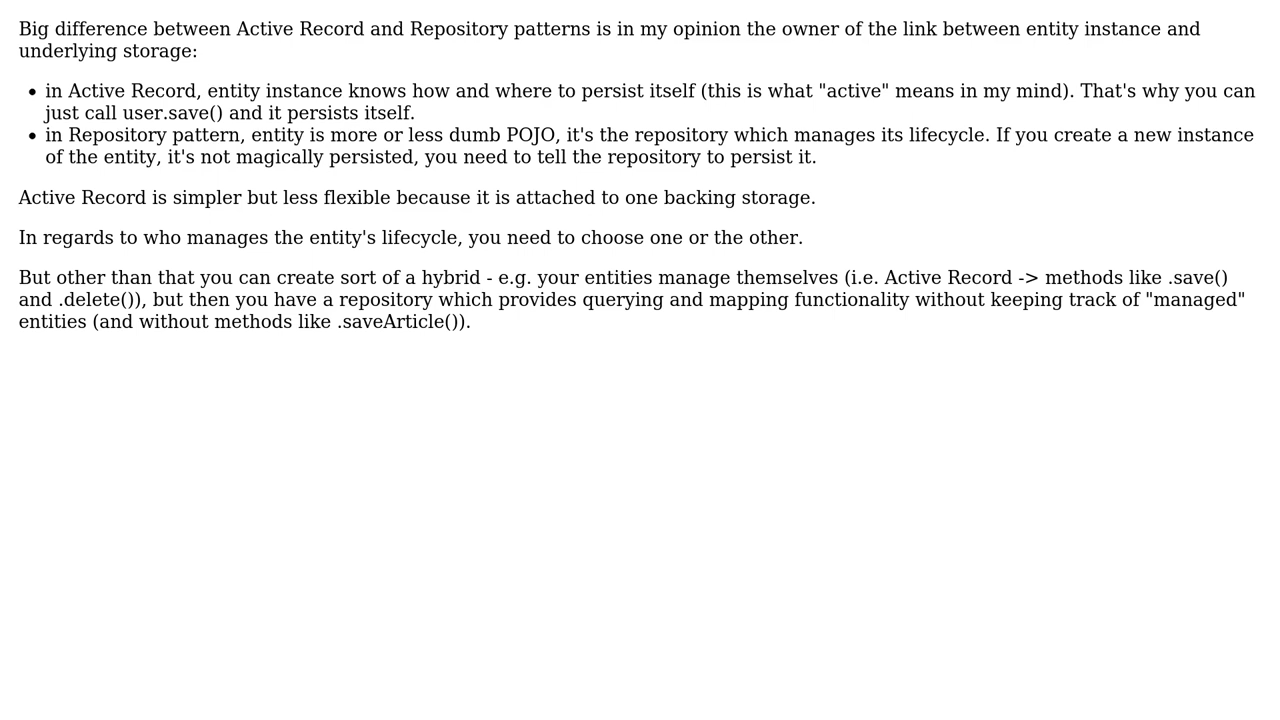 Big difference between Active Record and Repository patterns is in my opinion the owner of the link between entity instance and
underlying storage:
• in Active Record, entity instance knows how and where to persist itself (this is what "active" means in my mind). That's why you can
just call user.save() and it persists itself.
• in Repository pattern, entity is more or less dumb POJO, it's the repository which manages its lifecycle. If you create a new instance
of the entity, it's not magically persisted, you need to tell the repository to persist it.
Active Record is simpler but less flexible because it is attached to one backing storage.
In regards to who manages the entity's lifecycle, you need to choose one or the other.
But other than that you can create sort of a hybrid - e.g. your entities manage themselves (i.e. Active Record -> methods like .save()
and .delete()), but then you have a repository which provides querying and mapping functionality without keeping track of "managed"
entities (and without methods like .saveArticle()).